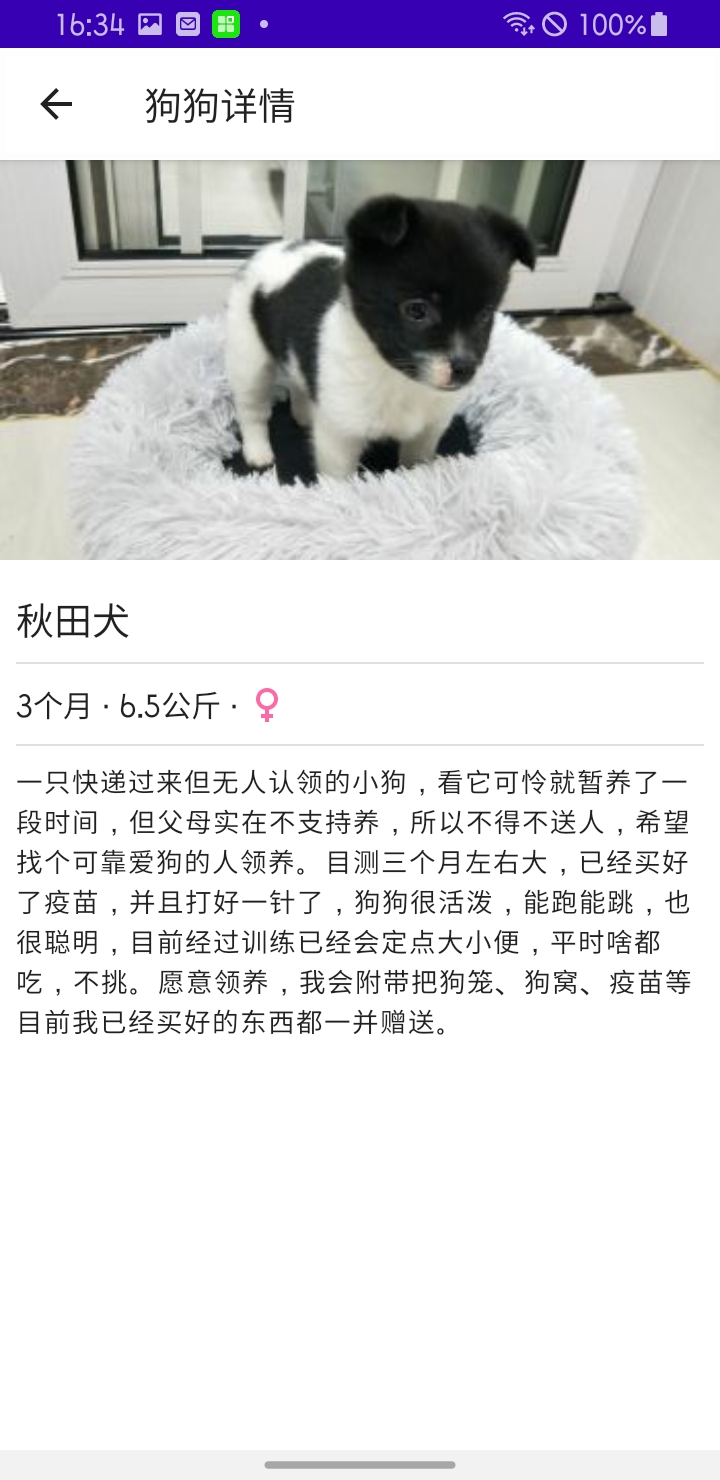 16:34
100%
狗狗详情
秋田犬
3个月 · 6.5公斤 · ♀
一只快递过来但无人认领的小狗，看它可怜就暂养了一
段时间，但父母实在不支持养，所以不得不送人，希望
找个可靠爱狗的人领养。目测三个月左右大，已经买好
了疫苗，并且打好一针了，狗狗很活泼，能跑能跳，也
很聪明，目前经过训练已经会定点大小便，平时啥都
吃，不挑。愿意领养，我会附带把狗笼、狗窝、疫苗等
目前我已经买好的东西都一并赠送。